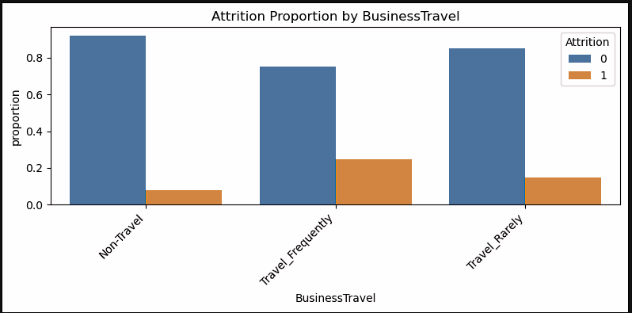 Attrition Proportion by BusinessTravel
Attrition
0
1
proportion
0.8
0.6
0.4
0.2
0.0
Non-Travel
Travel_Frequently
Travel_Rarely
BusinessTravel